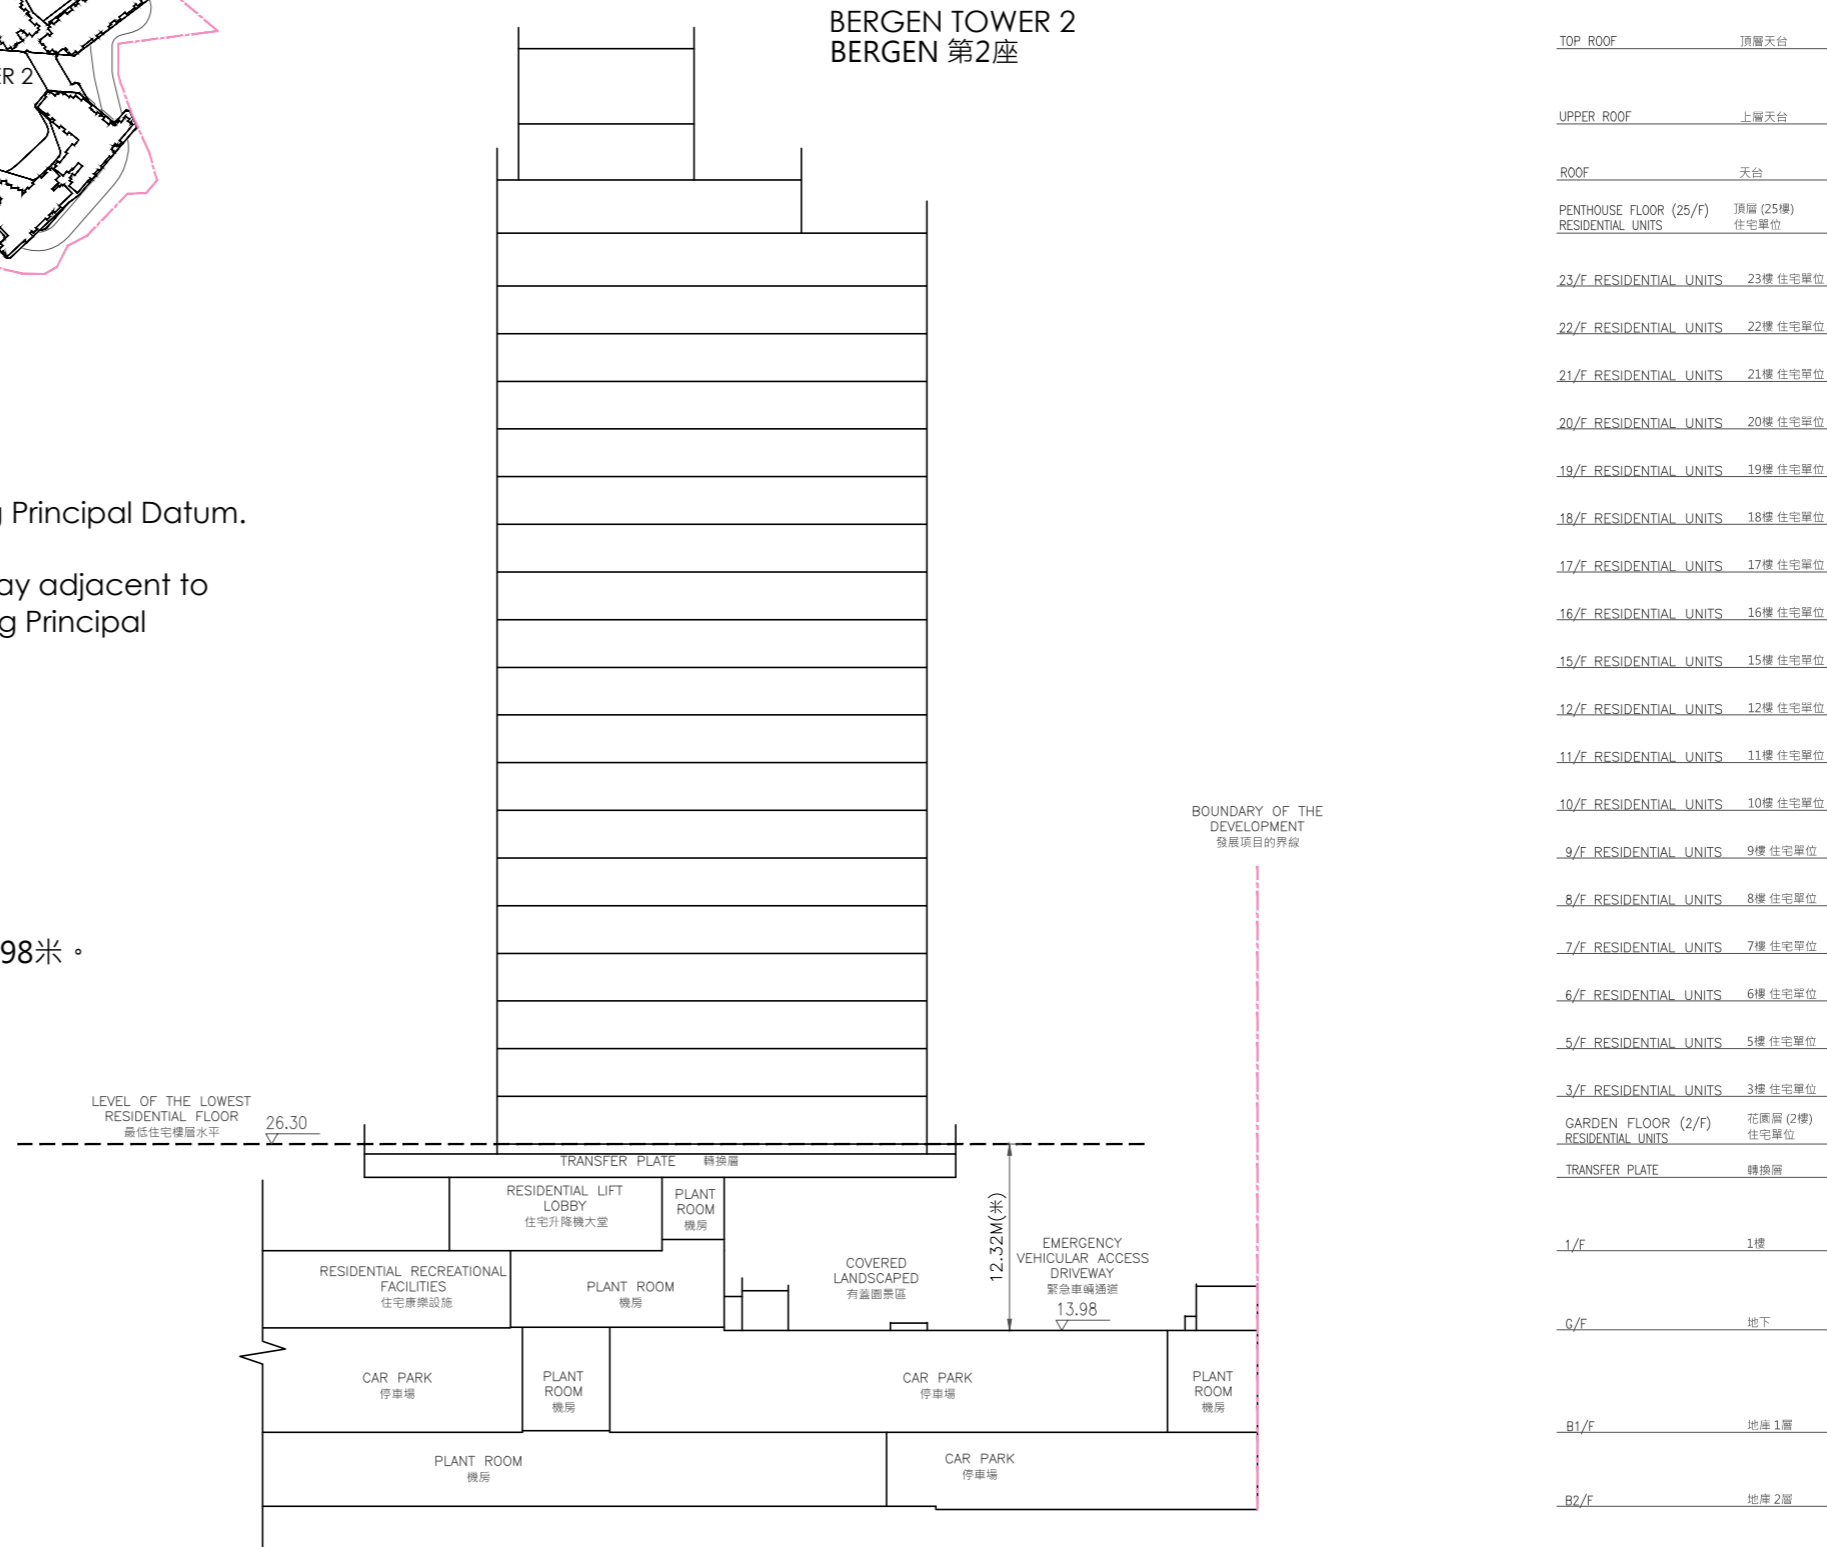 BERGEN TOWER 2
BERGEN 第2座
ER 2
g Principal Datum.
ay adjacent to
g Principal
98米。
LEVEL OF THE LOWEST
RESIDENTIAL FLOOR
最低住宅樓層水平
26.30
TRANSFER PLATE 轉換層
RESIDENTIAL LIFT
LOBBY
住宅升降機大堂
PLANT
ROOM
機房
RESIDENTIAL RECREATIONAL
FACILITIES
住宅康樂設施
PLANT ROOM
機房
COVERED
LANDSCAPED
有蓋園景區
12.32M(米)
EMERGENCY
VEHICULAR ACCESS
DRIVEWAY
緊急車輛通道
13.98
BOUNDARY OF THE
DEVELOPMENT
發展項目的界線
CAR PARK
停車場
PLANT
ROOM
機房
CAR PARK
停車場
PLANT
ROOM
機房
PLANT ROOM
機房
CAR PARK
停車場
TOP ROOF 頂層天台
UPPER ROOF 上層天台
ROOF 天台
PENTHOUSE FLOOR (25/F) 頂層 (25樓)
RESIDENTIAL UNITS 住宅單位
23/F RESIDENTIAL UNITS 23樓 住宅單位
22/F RESIDENTIAL UNITS 22樓 住宅單位
21/F RESIDENTIAL UNITS 21樓 住宅單位
20/F RESIDENTIAL UNITS 20樓 住宅單位
19/F RESIDENTIAL UNITS 19樓 住宅單位
18/F RESIDENTIAL UNITS 18樓 住宅單位
17/F RESIDENTIAL UNITS 17樓 住宅單位
16/F RESIDENTIAL UNITS 16樓 住宅單位
15/F RESIDENTIAL UNITS 15樓 住宅單位
12/F RESIDENTIAL UNITS 12樓 住宅單位
11/F RESIDENTIAL UNITS 11樓 住宅單位
10/F RESIDENTIAL UNITS 10樓 住宅單位
9/F RESIDENTIAL UNITS 9樓 住宅單位
8/F RESIDENTIAL UNITS 8樓 住宅單位
7/F RESIDENTIAL UNITS 7樓 住宅單位
6/F RESIDENTIAL UNITS 6樓 住宅單位
5/F RESIDENTIAL UNITS 5樓 住宅單位
3/F RESIDENTIAL UNITS 3樓 住宅單位
GARDEN FLOOR (2/F) 花園層 (2樓)
RESIDENTIAL UNITS 住宅單位
TRANSFER PLATE 轉換層
1/F 1樓
G/F 地下
B1/F 地庫 1層
B2/F 地庫 2層